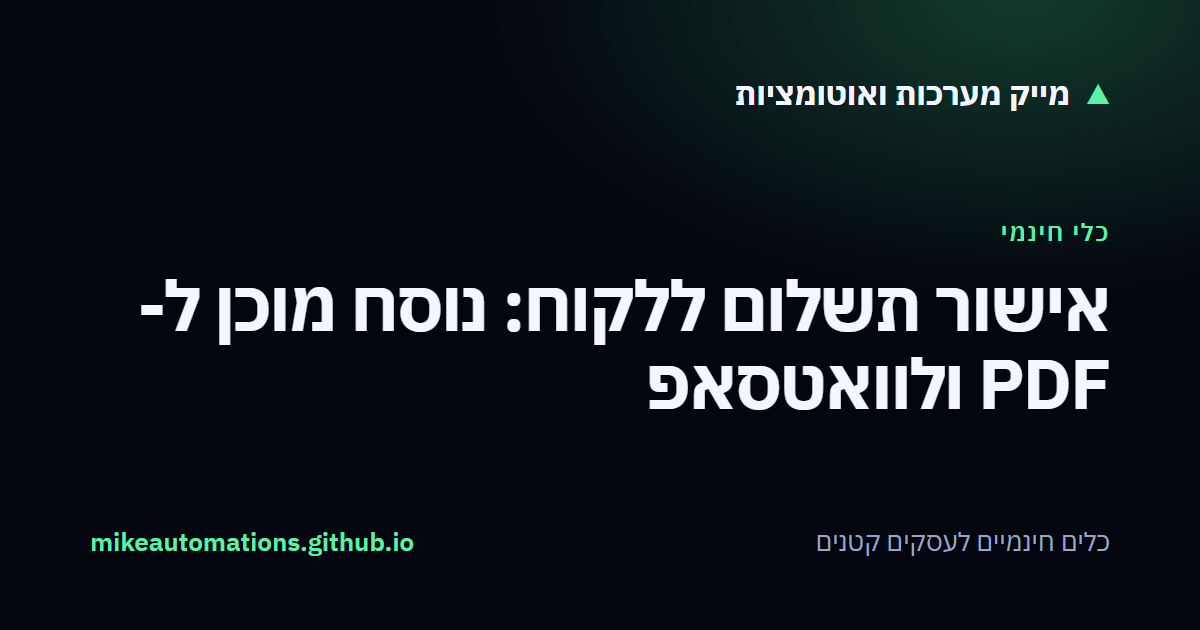 מייק מערכות ואוטומציות
כלי חינמי
אישור תשלום ללקוח: נוסח מוכן ל-
PDF ולוואטסאפ
כלים חינמיים לעסקים קטנים
mikeautomations.github.io